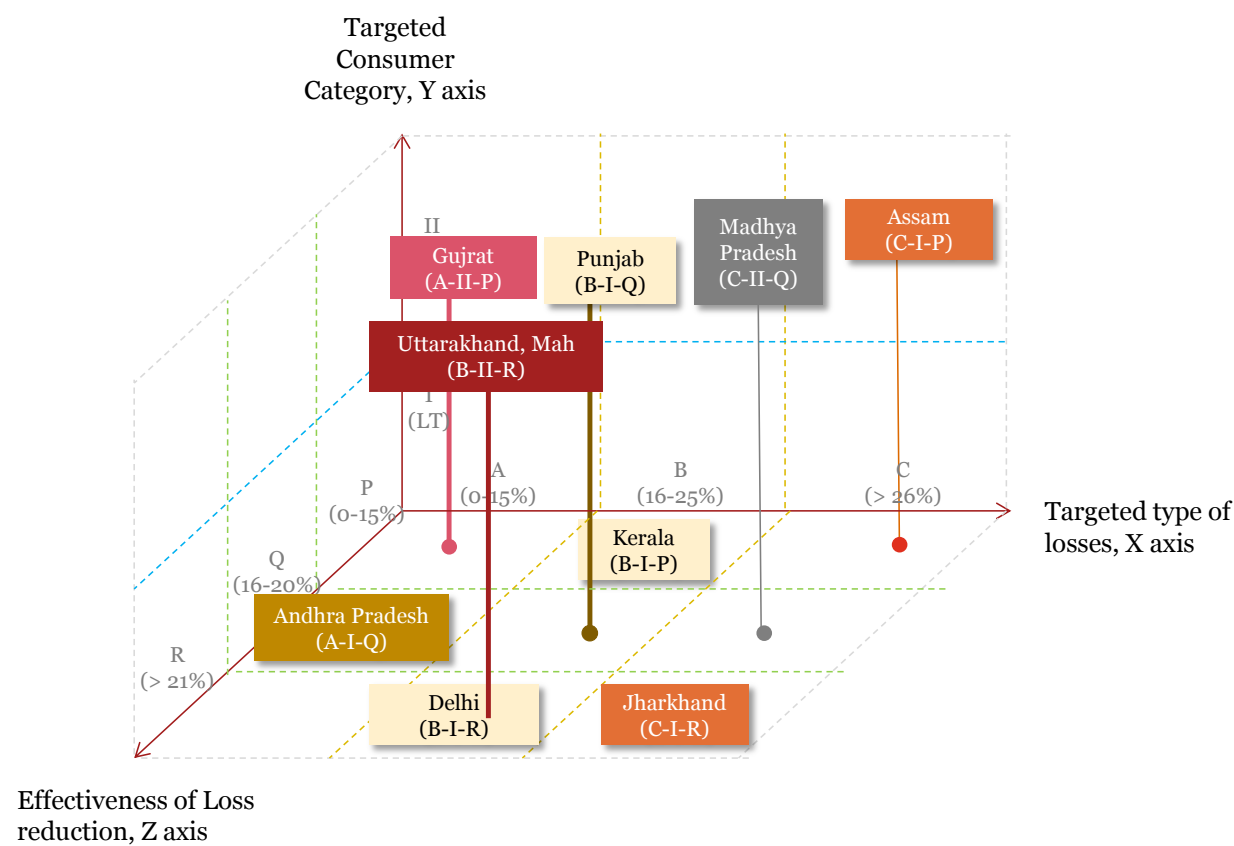 Targeted
Consumer
Category, Y axis
II
Gujrat
(A-II-P)
Punjab
(B-I-Q)
Madhya
Pradesh
(C-II-Q)
Assam
(C-I-P)
Uttarakhand, Mah
(B-II-R)
I
(LT)
P
(0-15%)
A
(0-15%)
B
(16-25%)
C
(> 26%)
Targeted type of
losses, X axis
Kerala
(B-I-P)
Q
(16-20%)
Andhra Pradesh
(A-I-Q)
R
(> 21%)
Delhi
(B-I-R)
Jharkhand
(C-I-R)
Effectiveness of Loss
reduction, Z axis